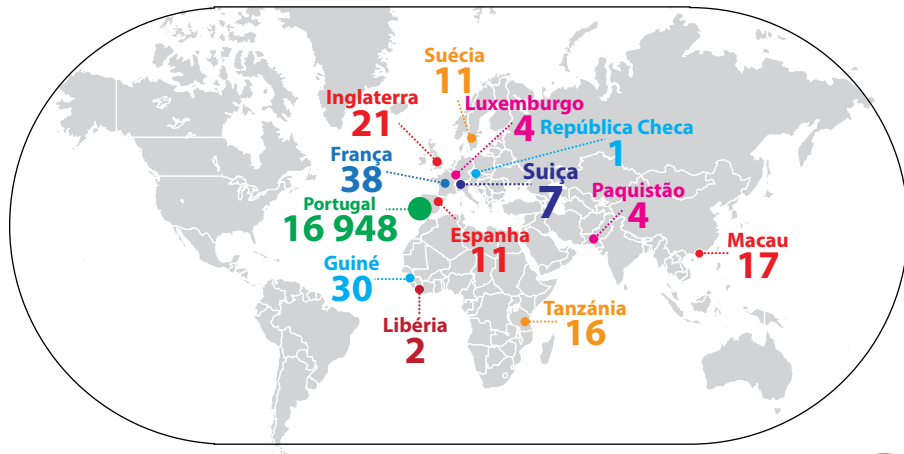 Suécia
11
Inglaterra
21
Luxemburgo
4
República Checa
1
França
38
Suiça
7
Paquistão
4
Portugal
16 948
Espanha
11
Macau
17
Guiné
30
Libéria
2
Tanzánia
16